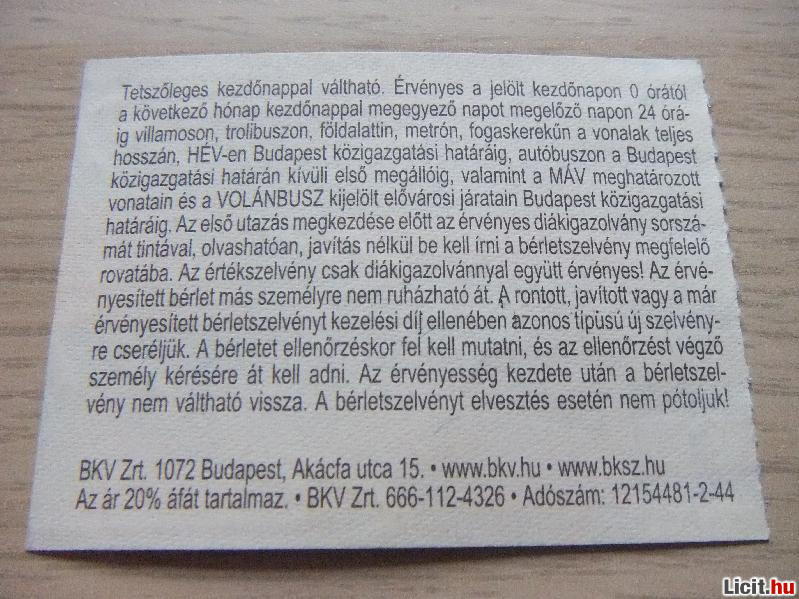 Tetszőleges kezdőnappal váltható. Érvényes a jelölt kezdőnapon 0 órától
a következő hónap kezdőnappal megegyező napot megelőző napon 24 órá-
ig villamoson, trolibuszon, földalattin, metrón, fogaskerekűn a vonalak teljes
hosszán, HÉV-en Budapest közigazgatási határáig, autóbuszon a Budapest
közigazgatási határán kívüli első megállóig, valamint a MÁV meghatározott
vonatain és a VOLÁNBUSZ kijelölt elővárosi járatain Budapest közigazgatási
határáig. Az első utazás megkezdése előtt az érvényes diákigazolvány sorszá-
mát tintával, olvashatóan, javítás nélkül be kell írni a bérletszelvény megfelelő
rovatába. Az értékszelvény csak diákigazolvánnyal együtt érvényes! Az érvé-
nyesített bérlet más személyre nem ruházható át. A rontott, javított vagy a már
érvényesített bérletszelvényt kezelési díj ellenében azonos típusú új szelvény-
re cseréljük. A bérletet ellenőrzéskor fel kell mutatni, és az ellenőrzést végző
személy kérésére át kell adni. Az érvényesség kezdete után a bérletszel-
vény nem váltható vissza. A bérletszelvényt elvesztés esetén nem pótoljuk!
BKV Zrt. 1072 Budapest, Akácfa utca 15. • www.bkv.hu • www.bksz.hu
Az ár 20% áfát tartalmaz. • BKV Zrt. 666-112-4326 • Adószám: 12154481-2-44
Licit.hu